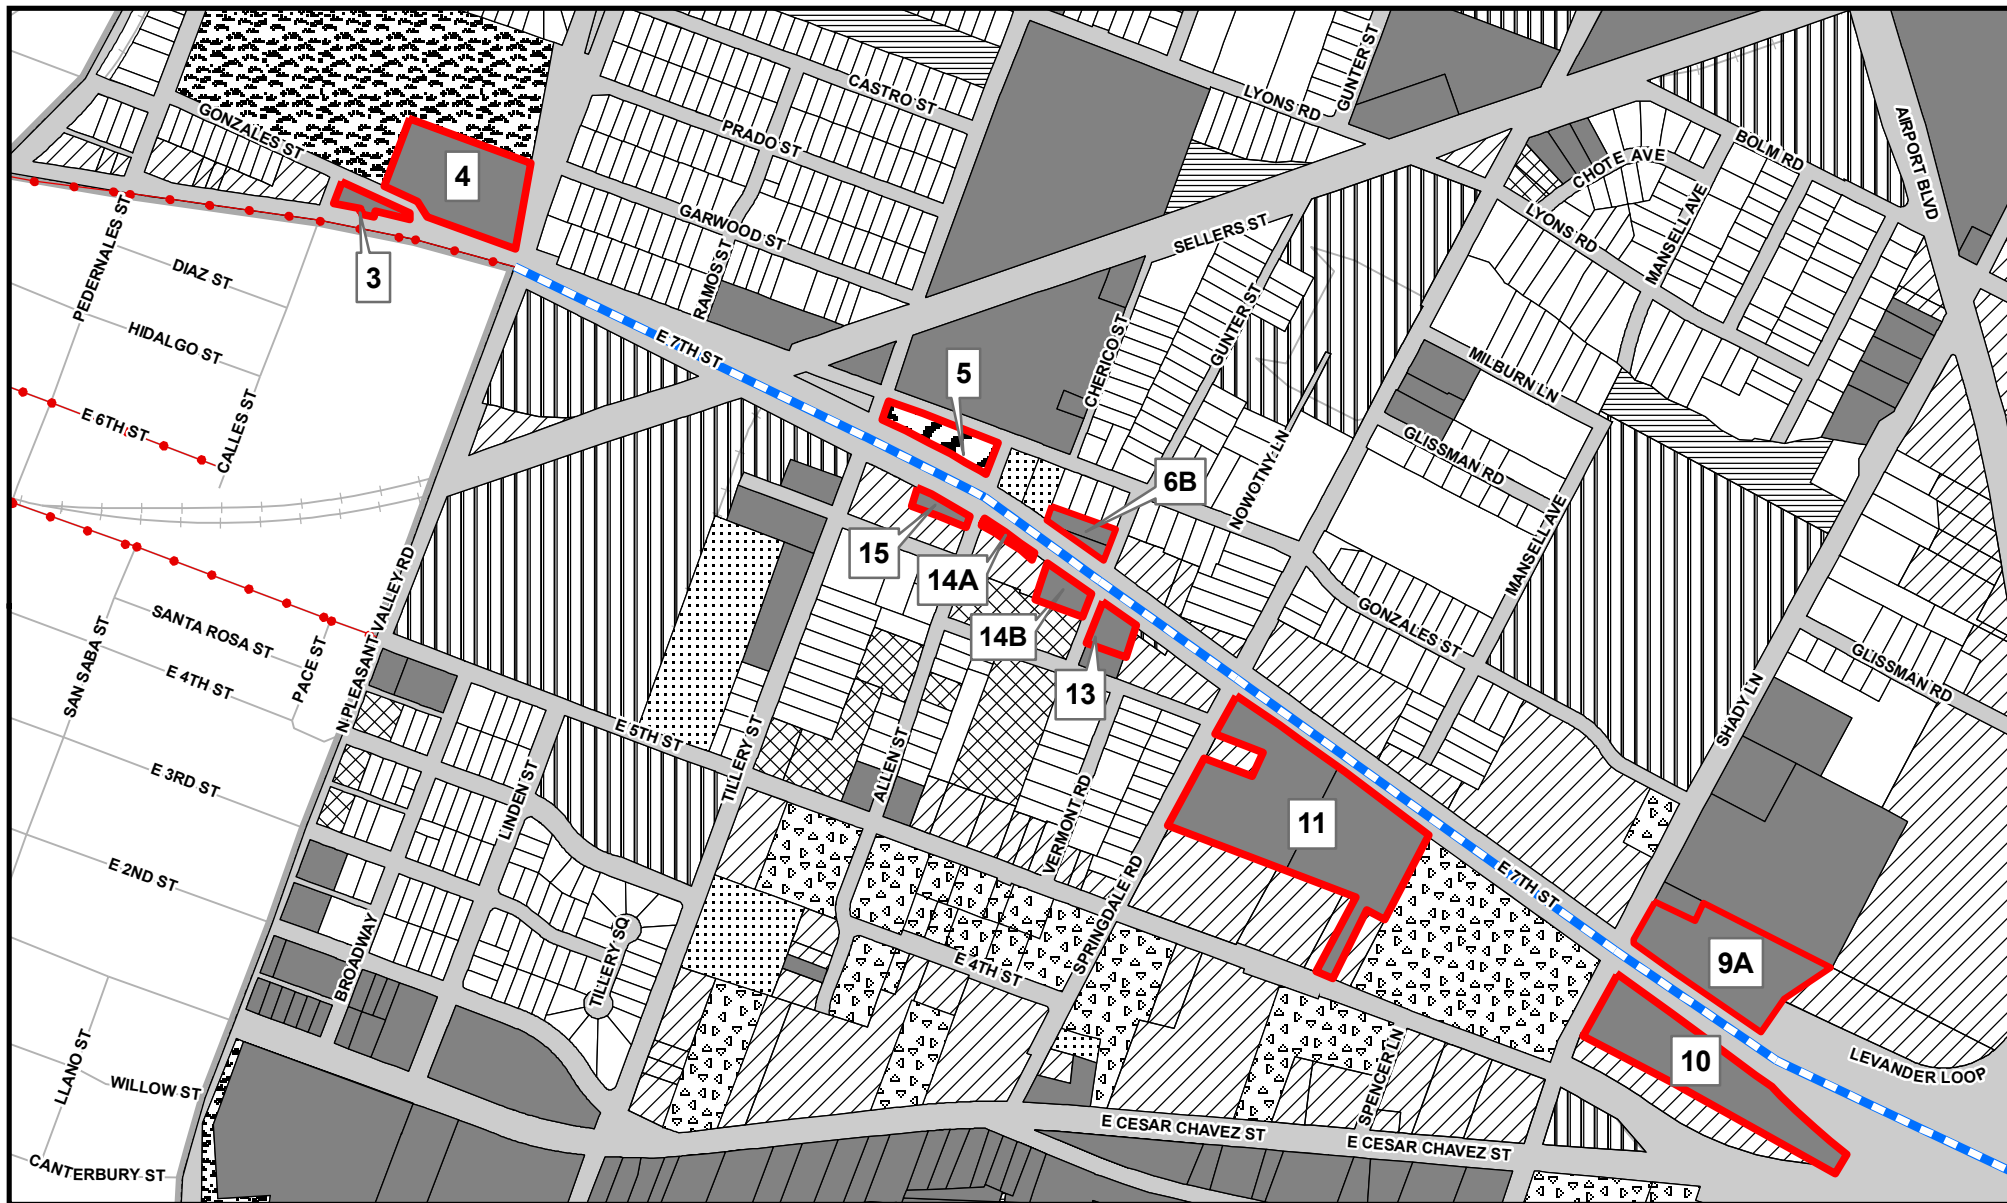 CASTRO ST
GUNTER ST
LYONS RD
GONZALES ST
PRADO ST
BOLM RD
AIRPORT BLVD
CHOTE AVE
4
GARWOOD ST
SELLERS ST
LYONS RD
MANSELL AVE
PEDERNALES ST
DIAZ ST
3
RAMOS ST
HIDALGO ST
E 7TH ST
CHERICO ST
GUNTER ST
MILBURN LN
5
E 6TH ST
CALLES ST
GLISSMAN RD
6B
NOWOTNY LN
15
14A
MANSELL AVE
N PLEASANT VALLEY RD
SANTA ROSA ST
14B
GONZALES ST
SAN SABA ST
PACE ST
E 4TH ST
13
GLISSMAN RD
SHADY LN
E 5TH ST
TILLERY ST
E 3RD ST
ALLEN ST
LINDEN ST
VERMONT RD
11
E 2ND ST
E 7TH ST
SPRINGDALE RD
BROADWAY
TILLERY SQ
E 4TH ST
9A
LLANO ST
WILLOW ST
10
LEVANDER LOOP
SPENCER LN
E CESAR CHAVEZ ST
E CESAR CHAVEZ ST
CANTERBURY ST